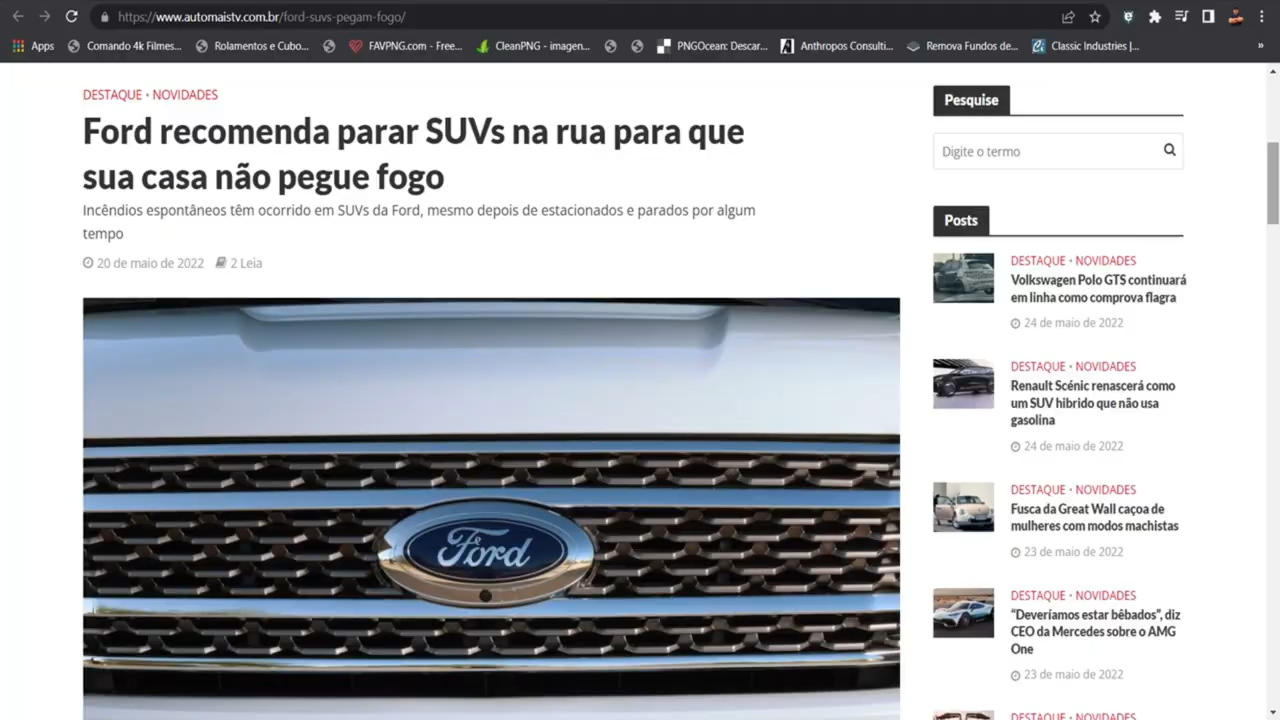 https://www.automaistv.com.br/ford-suvs-pegam-fogo/
Apps
Comando 4k Filmes...
Rolamentos e Cubo...
FAVPNG.com - Free...
CleanPNG - imagen...
PNGOcean: Descar...
Anthropos Consulti...
Remova Fundos de...
Classic Industries |...
»
DESTAQUE • NOVIDADES
Ford recomenda parar SUVs na rua para que
sua casa não pegue fogo
Incêndios espontâneos têm ocorrido em SUVs da Ford, mesmo depois de estacionados e parados por algum
tempo
20 de maio de 2022 2 Leia
Ford
Pesquise
Digite o termo
Posts
DESTAQUE • NOVIDADES
Volkswagen Polo GTS continuará
em linha como comprova flagra
24 de maio de 2022
DESTAQUE • NOVIDADES
Renault Scénic renascerá como
um SUV hibrido que não usa
gasolina
24 de maio de 2022
DESTAQUE • NOVIDADES
Fusca da Great Wall caçoa de
mulheres com modos machistas
23 de maio de 2022
DESTAQUE • NOVIDADES
“Deveríamos estar bêbados”, diz
CEO da Mercedes sobre o AMG
One
23 de maio de 2022
DESTAQUE • NOVIDADES